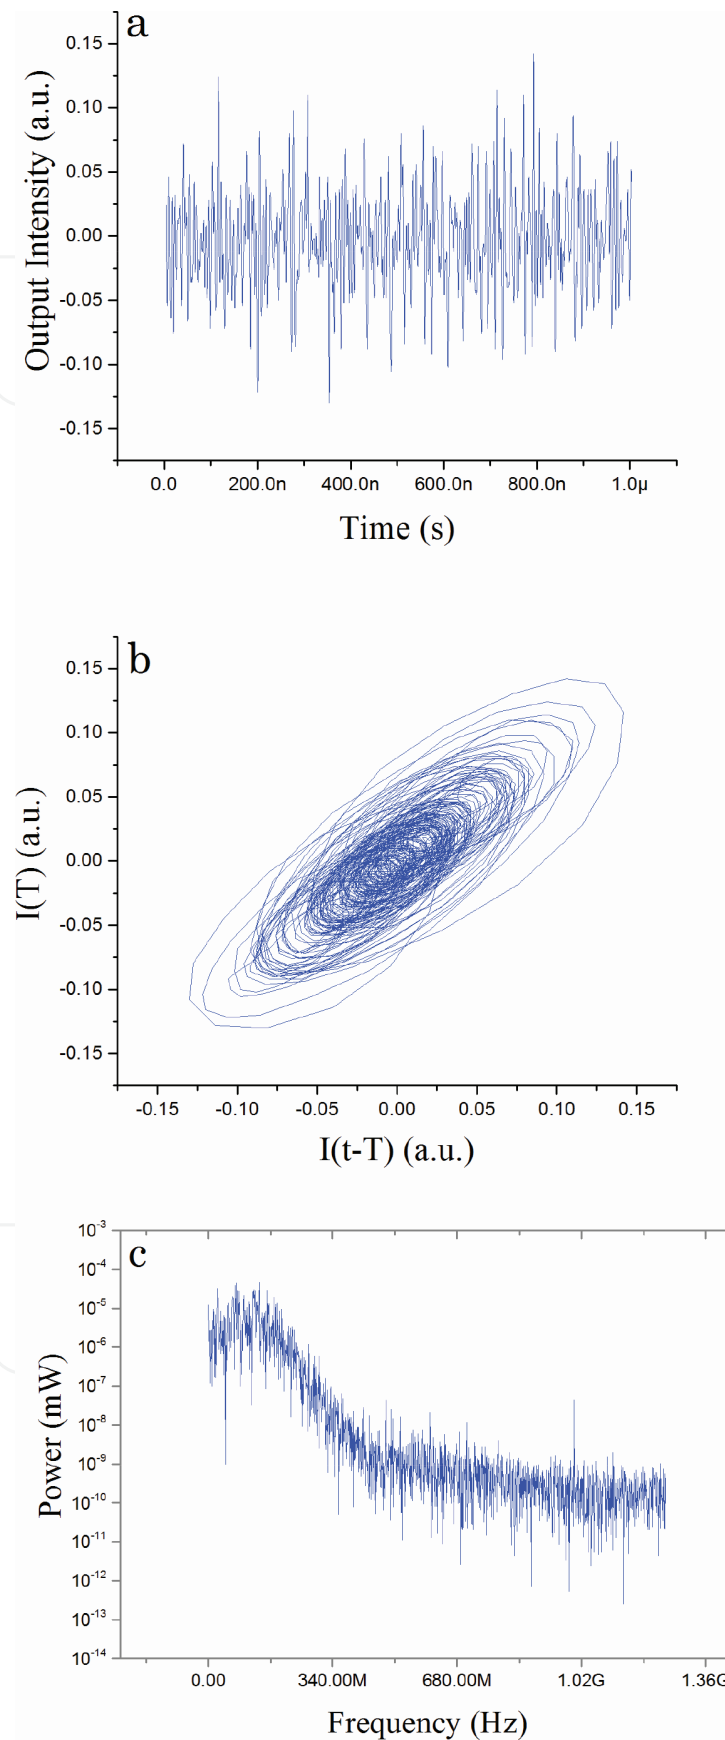 a
0.15
0.10
0.05
0.00
-0.05
-0.10
-0.15
Output Intensity (a.u.)
0.0 200.0n 400.0n 600.0n 800.0n 1.0µ
Time (s)
b
0.15
0.10
0.05
0.00
-0.05
-0.10
-0.15
I(T) (a.u.)
-0.15 -0.10 -0.05 0.00 0.05 0.10 0.15
I(t-T) (a.u.)
c
10⁻³
10⁻⁴
10⁻⁵
10⁻⁶
10⁻⁷
10⁻⁸
10⁻⁹
10⁻¹⁰
10⁻¹¹
10⁻¹²
10⁻¹³
10⁻¹⁴
Power (mW)
0.00 340.00M 680.00M 1.02G 1.36G
Frequency (Hz)